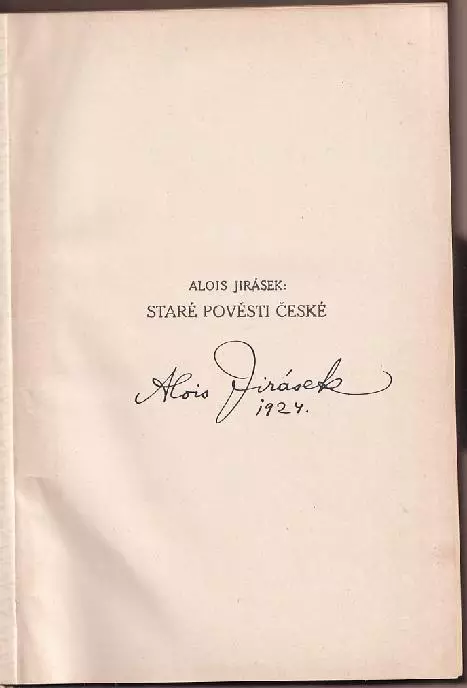 ALOIS JIRÁSEK:
STARÉ POVĚSTI ČESKÉ
Alois Jirásek
1924.